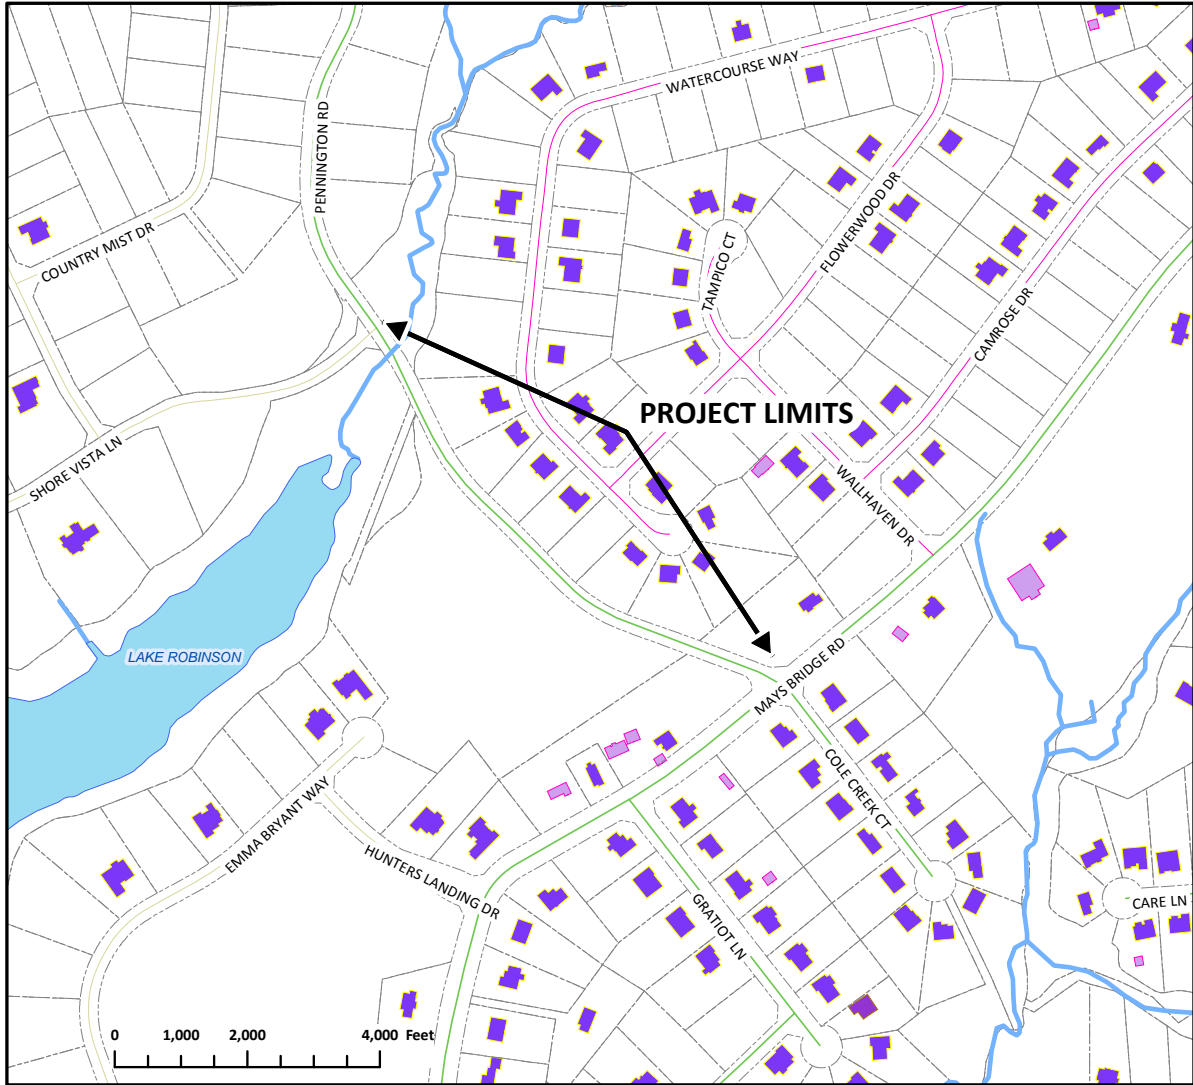 WATERCOURSE WAY
PENNINGTON RD
FLOWERWOOD DR
COUNTRY MIST DR
TAMPICO CT
CAMROSE DR
PROJECT LIMITS
SHORE VISTA LN
WALLHAVEN DR
LAKE ROBINSON
MAYS BRIDGE RD
COLE CREEK CT
EMMA BRYANT WAY
HUNTERS LANDING DR
GRATIOT LN
CARE LN
0 1,000 2,000 4,000 Feet